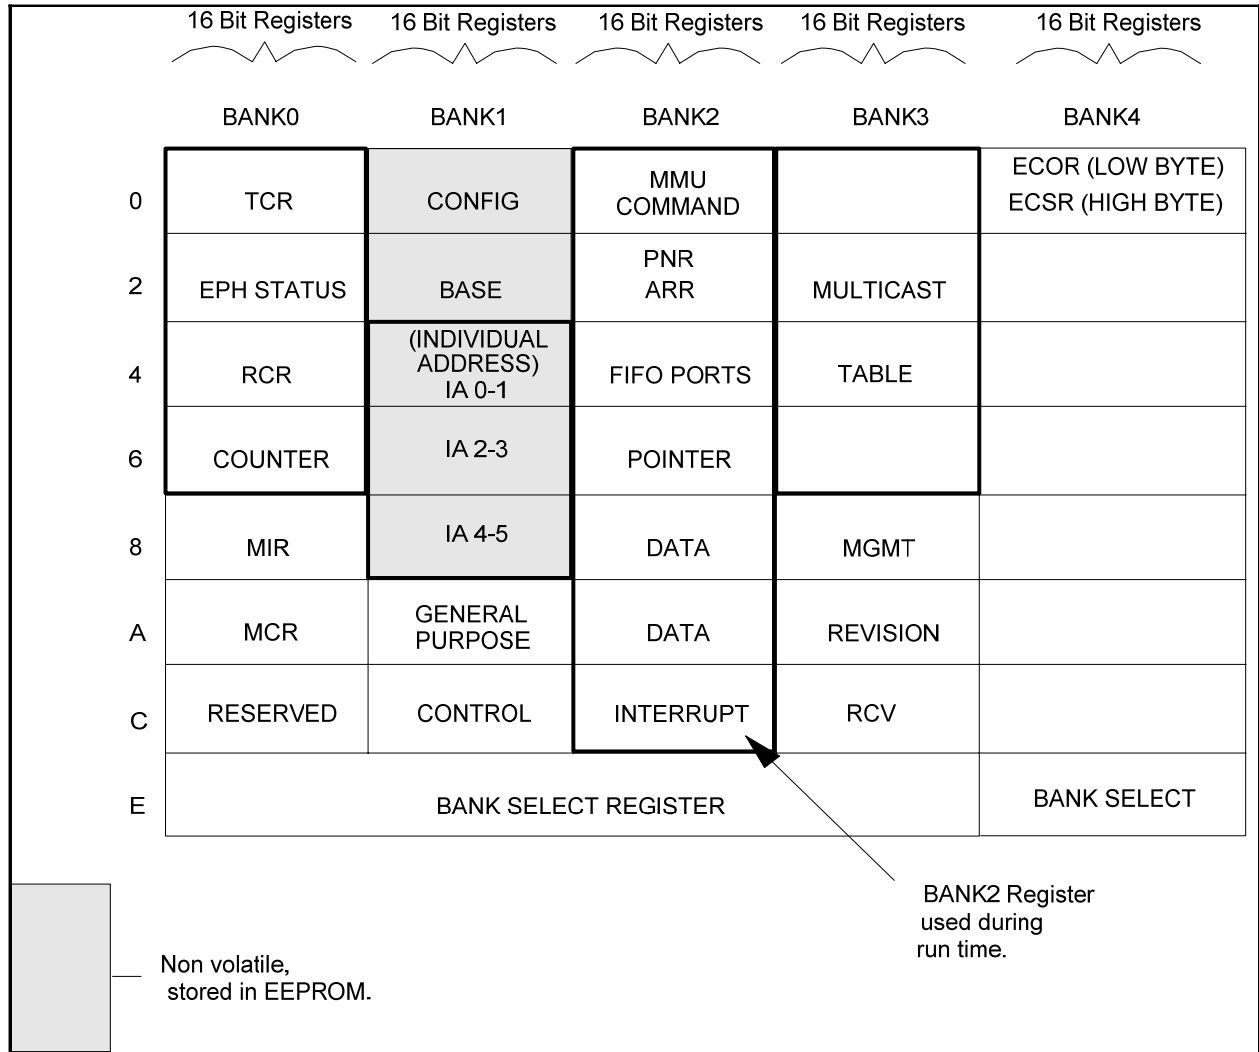 16 Bit Registers 16 Bit Registers 16 Bit Registers 16 Bit Registers 16 Bit Registers
BANK0 BANK1 BANK2 BANK3 BANK4
0 TCR CONFIG MMU COMMAND ECOR (LOW BYTE) ECSR (HIGH BYTE)
2 EPH STATUS BASE PNR ARR MULTICAST
4 RCR (INDIVIDUAL ADDRESS) IA 0-1 FIFO PORTS TABLE
6 COUNTER IA 2-3 POINTER
8 MIR IA 4-5 DATA MGMT
A MCR GENERAL PURPOSE DATA REVISION
C RESERVED CONTROL INTERRUPT RCV
E BANK SELECT REGISTER BANK SELECT
BANK2 Register
used during
run time.
Non volatile,
stored in EEPROM.